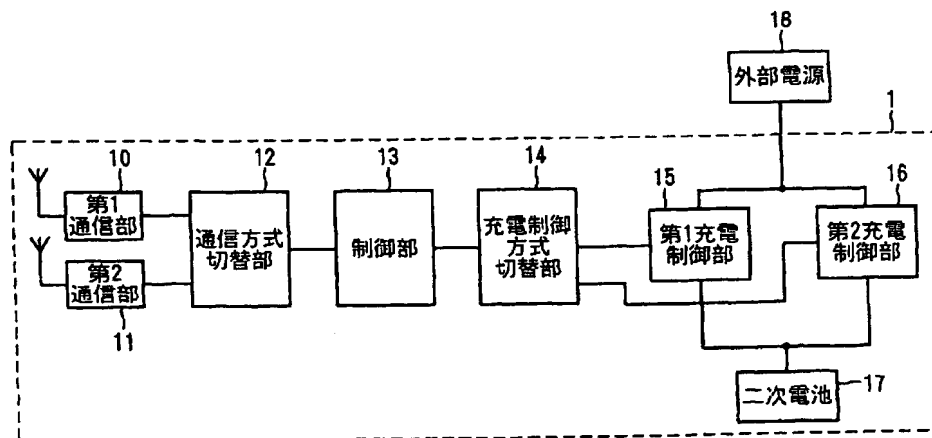 18
外部電源
1
10
第1
通信部
12
通信方式
切替部
13
制御部
14
充電制御
方式
切替部
15
第1充電
制御部
16
第2充電
制御部
第2
通信部
11
二次電池
17